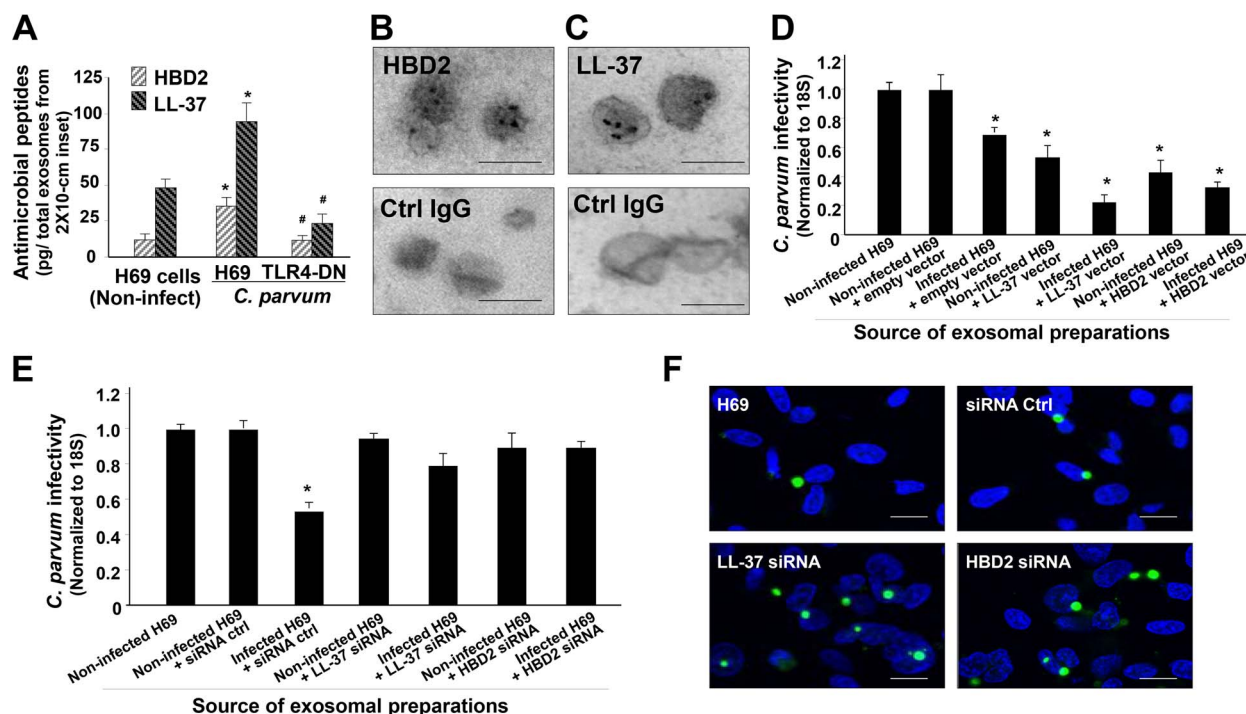 A
Antimicrobial peptides
(pg/ total exosomes from
2X10-cm inset)
125
100
75
50
25
0
HBD2
LL-37
*
*
#
#
H69 cells
(Non-infect)
H69
TLR4-DN
C. parvum
B
HBD2
Ctrl IgG
C
LL-37
Ctrl IgG
D
C. parvum infectivity
(Normalized to 18S)
1.2
1.0
0.8
0.6
0.4
0.2
0
*
*
*
*
*
Non-infected H69
Non-infected H69
+ empty vector
Infected H69
+ empty vector
Non-infected H69
+ LL-37 vector
Infected H69
+ LL-37 vector
Non-infected H69
+ HBD2 vector
Infected H69
+ HBD2 vector
Source of exosomal preparations
E
C. parvum infectivity
(Normalized to 18S)
1.2
1.0
0.8
0.6
0.4
0.2
0
*
Non-infected H69
Non-infected H69
+ siRNA ctrl
Infected H69
+ siRNA ctrl
Non-infected H69
+ LL-37 siRNA
Infected H69
+ LL-37 siRNA
Non-infected H69
+ HBD2 siRNA
Infected H69
+ HBD2 siRNA
Source of exosomal preparations
F
H69
siRNA Ctrl
LL-37 siRNA
HBD2 siRNA